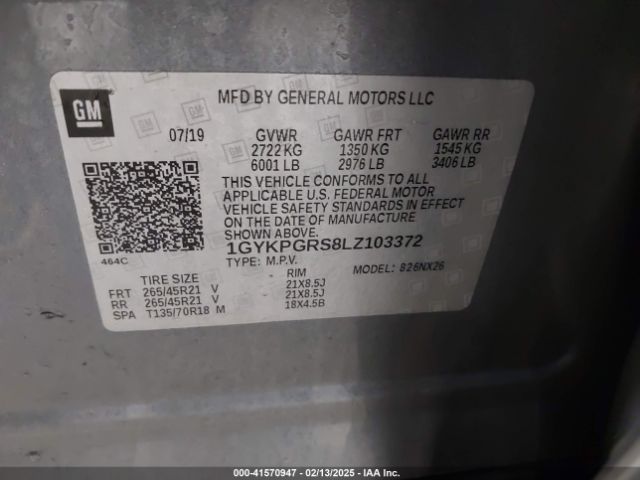 GM
MFD BY GENERAL MOTORS LLC
07/19 GVWR GAWR FRT GAWR RR
2722 KG 1350 KG 1545 KG
6001 LB 2976 LB 3406 LB
THIS VEHICLE CONFORMS TO ALL
APPLICABLE U.S. FEDERAL MOTOR
VEHICLE SAFETY STANDARDS IN EFFECT
ON THE DATE OF MANUFACTURE
SHOWN ABOVE.
464C 1GYKPGRS8LZ103372
TYPE: M.P.V. MODEL: 826NX26
TIRE SIZE RIM
FRT 265/45R21 V 21X8.5J
RR 265/45R21 V 21X8.5J
SPA T135/70R18 M 18X4.5B
000-41570947 - 02/13/2025 - IAA Inc.